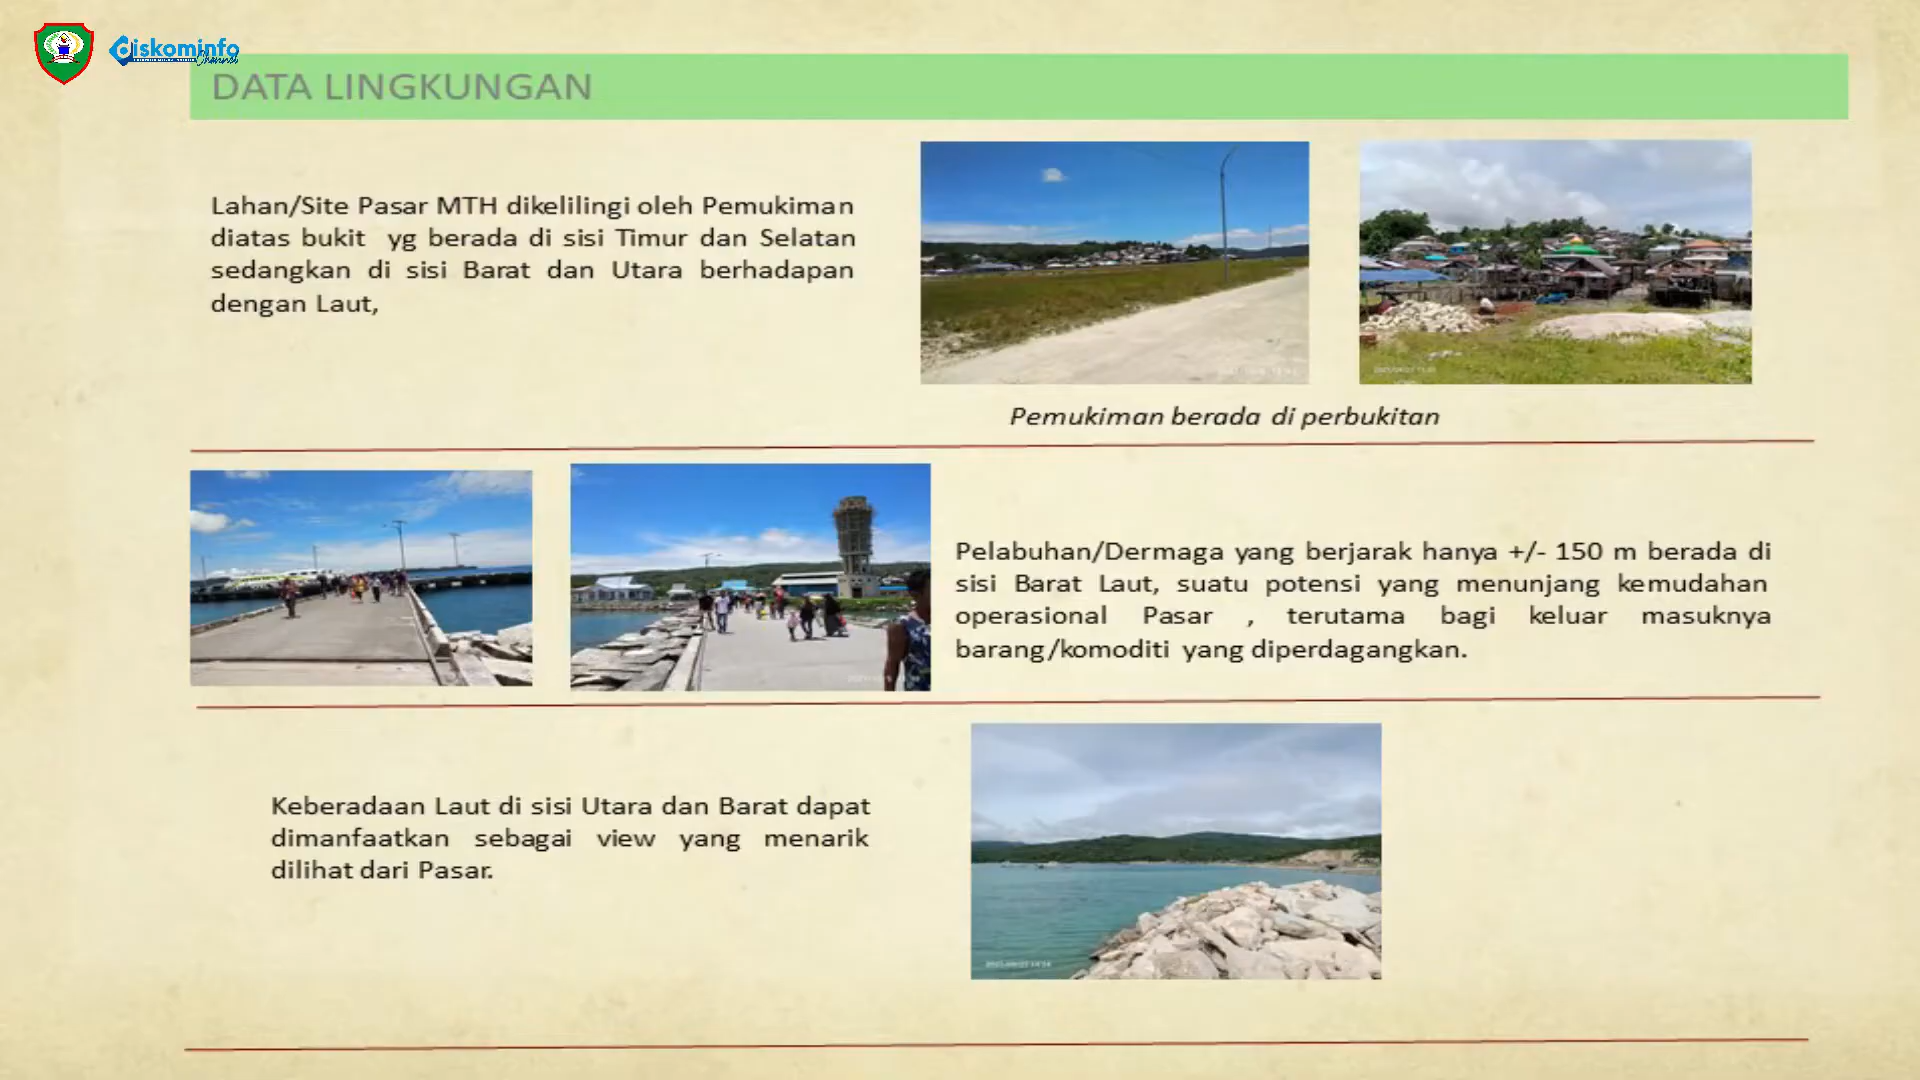 Diskominfo
Channel
DATA LINGKUNGAN
Lahan/Site Pasar MTH dikelilingi oleh Pemukiman
diatas bukit yg berada di sisi Timur dan Selatan
sedangkan di sisi Barat dan Utara berhadapan
dengan Laut,
Pemukiman berada di perbukitan
Pelabuhan/Dermaga yang berjarak hanya +/- 150 m berada di
sisi Barat Laut, suatu potensi yang menunjang kemudahan
operasional Pasar , terutama bagi keluar masuknya
barang/komoditi yang diperdagangkan.
Keberadaan Laut di sisi Utara dan Barat dapat
dimanfaatkan sebagai view yang menarik
dilihat dari Pasar.